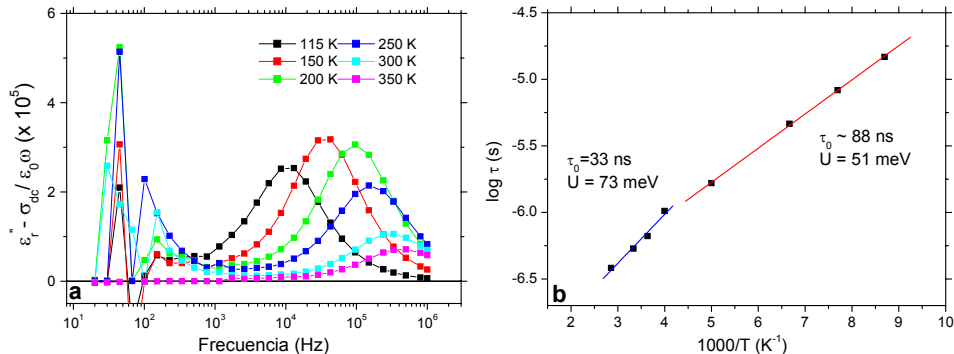 ε''r - σdc/ ε0ω (x 10^5)
6
4
2
0
115 K
150 K
200 K
250 K
300 K
350 K
a
10^1 10^2 10^3 10^4 10^5 10^6
Frecuencia (Hz)
log τ (s)
-4.5
-5.0
-5.5
-6.0
-6.5
τ0=33 ns
U = 73 meV
τ0 ~ 88 ns
U = 51 meV
b
2 3 4 5 6 7 8 9 10
1000/T (K^-1)